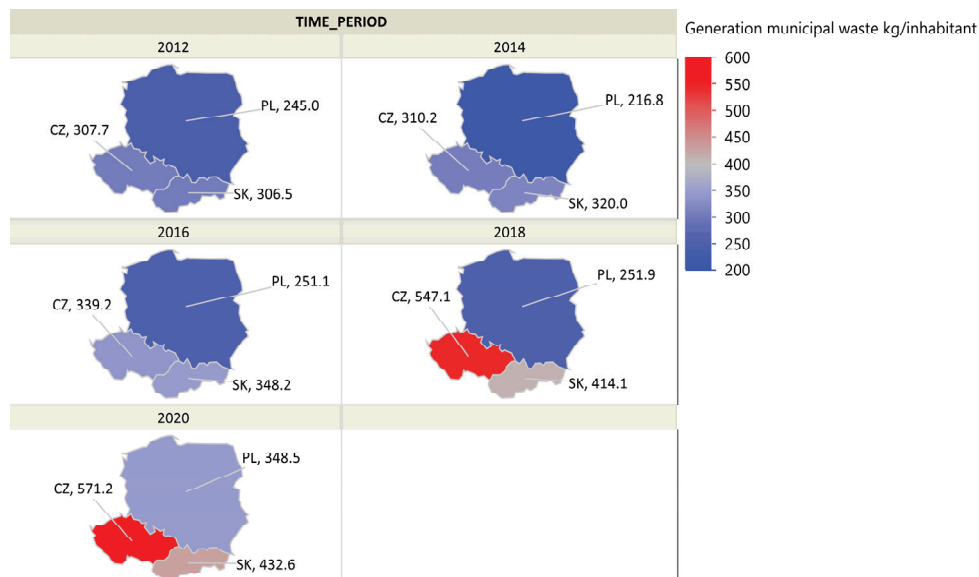 TIME_PERIOD
Generation municipal waste kg/inhabitant
2012
2014
PL, 245.0
CZ, 307.7
SK, 306.5
PL, 216.8
CZ, 310.2
SK, 320.0
600
550
500
450
400
350
300
250
200
2016
2018
PL, 251.1
CZ, 339.2
SK, 348.2
PL, 251.9
CZ, 547.1
SK, 414.1
2020
PL, 348.5
CZ, 571.2
SK, 432.6